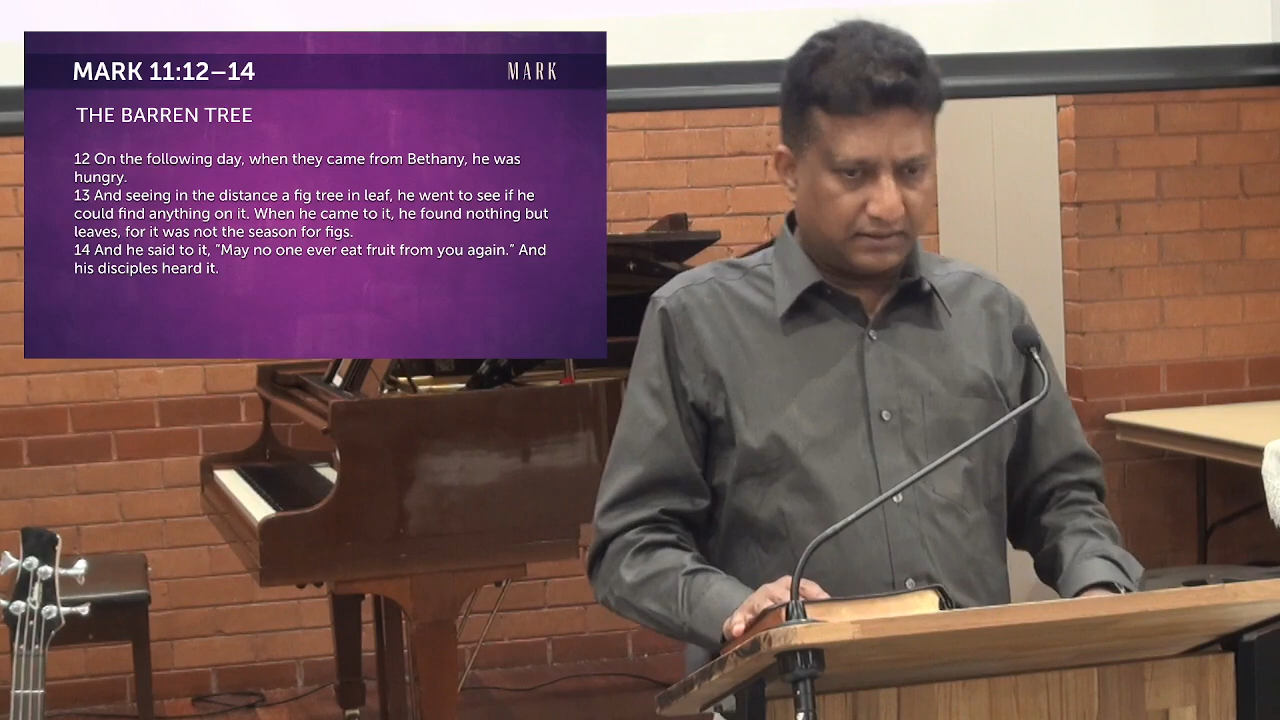 MARK 11:12–14
MARK
THE BARREN TREE
12 On the following day, when they came from Bethany, he was
hungry.
13 And seeing in the distance a fig tree in leaf, he went to see if he
could find anything on it. When he came to it, he found nothing but
leaves, for it was not the season for figs.
14 And he said to it, “May no one ever eat fruit from you again.” And
his disciples heard it.